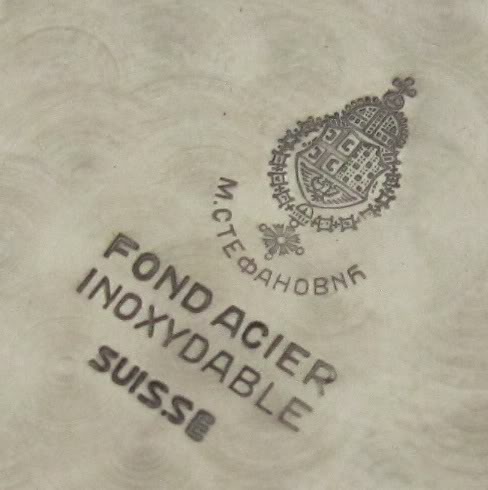 М. СТЕФАНОВИЋ
FOND ACIER
INOXYDABLE
SUISSE